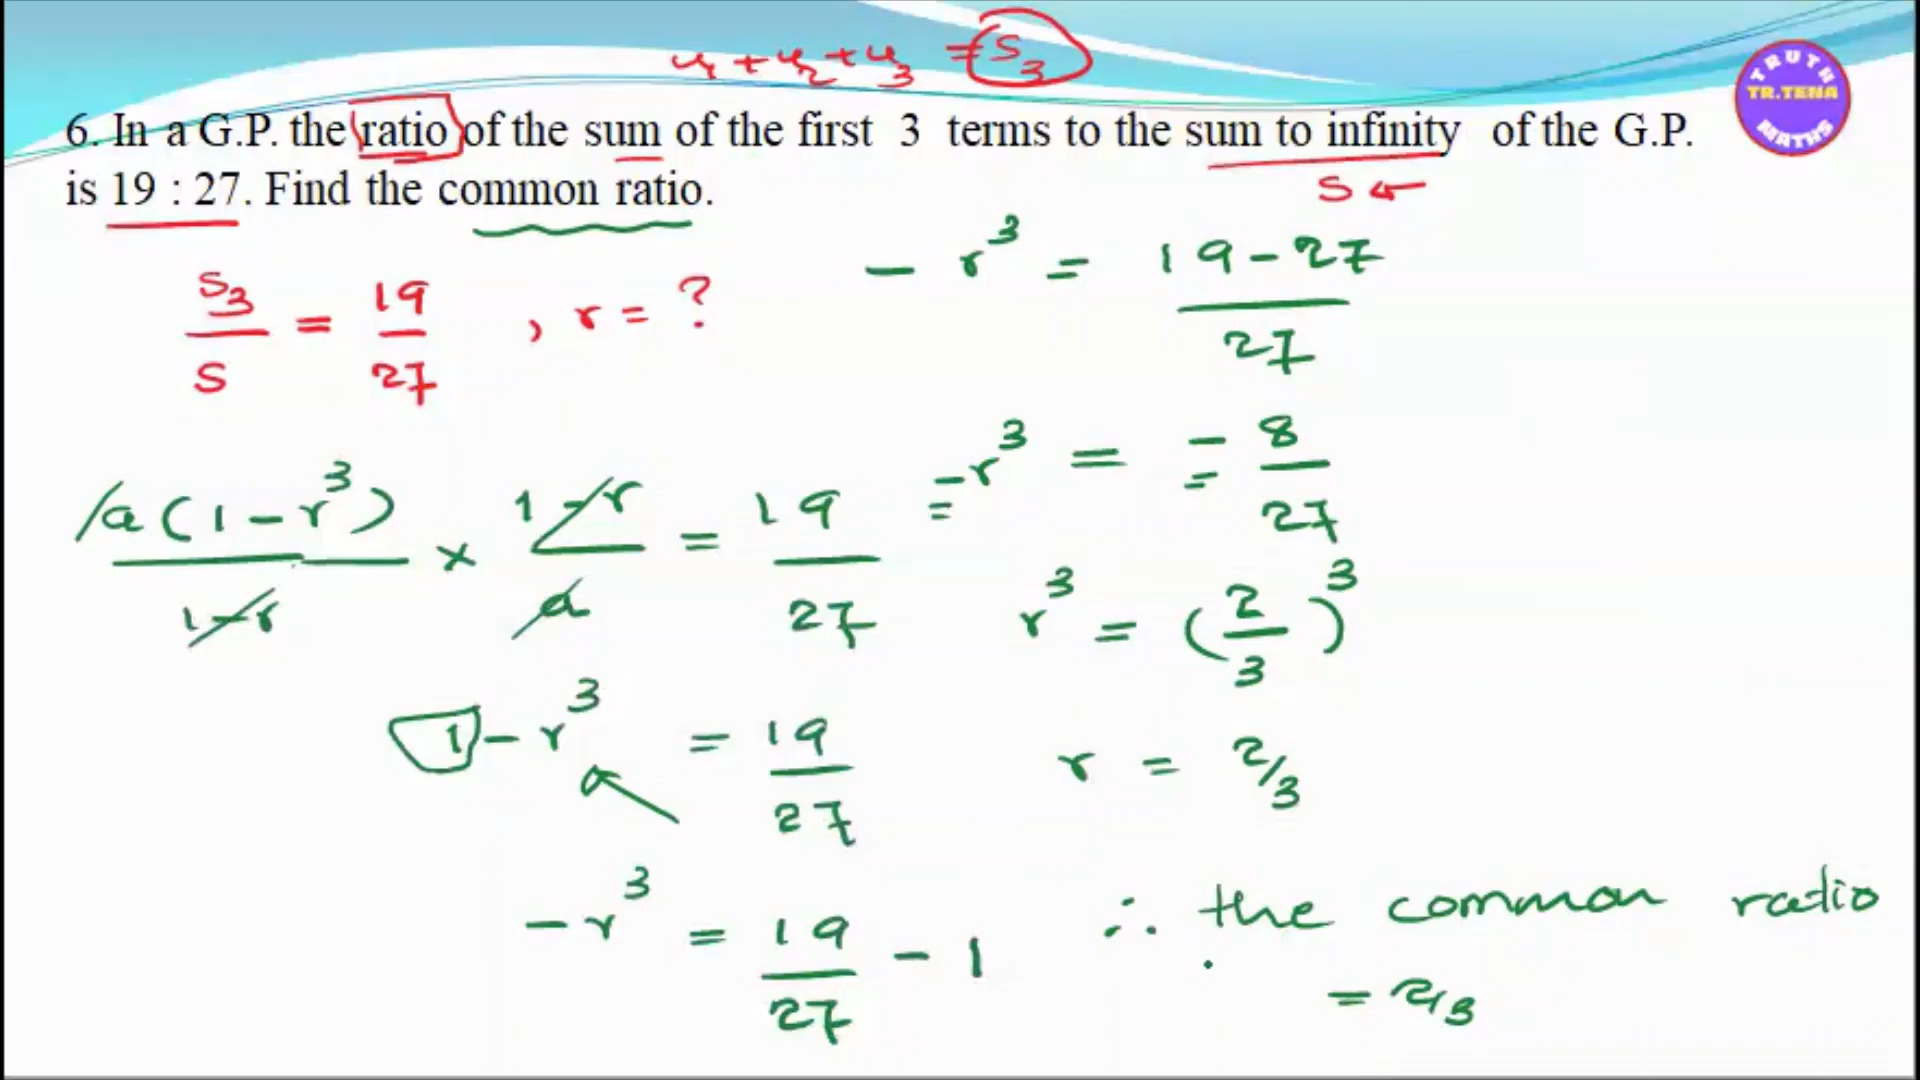 u₁ + u₂ + u₃ = S₃
TRUTH
TR.TENA
MATHS
6. In a G.P. the ratio of the sum of the first 3 terms to the sum to infinity of the G.P.
is 19 : 27. Find the common ratio.
S ←
S₃/S = 19/27 , r = ?
a(1 - r³)/1-r × 1-r/a = 19/27
1 - r³ = 19/27
-r³ = 19/27 - 1
- r³ = 19-27/27
-r³ = -8/27
r³ = (2/3)³
r = 2/3
∴ the common ratio
= 2/3